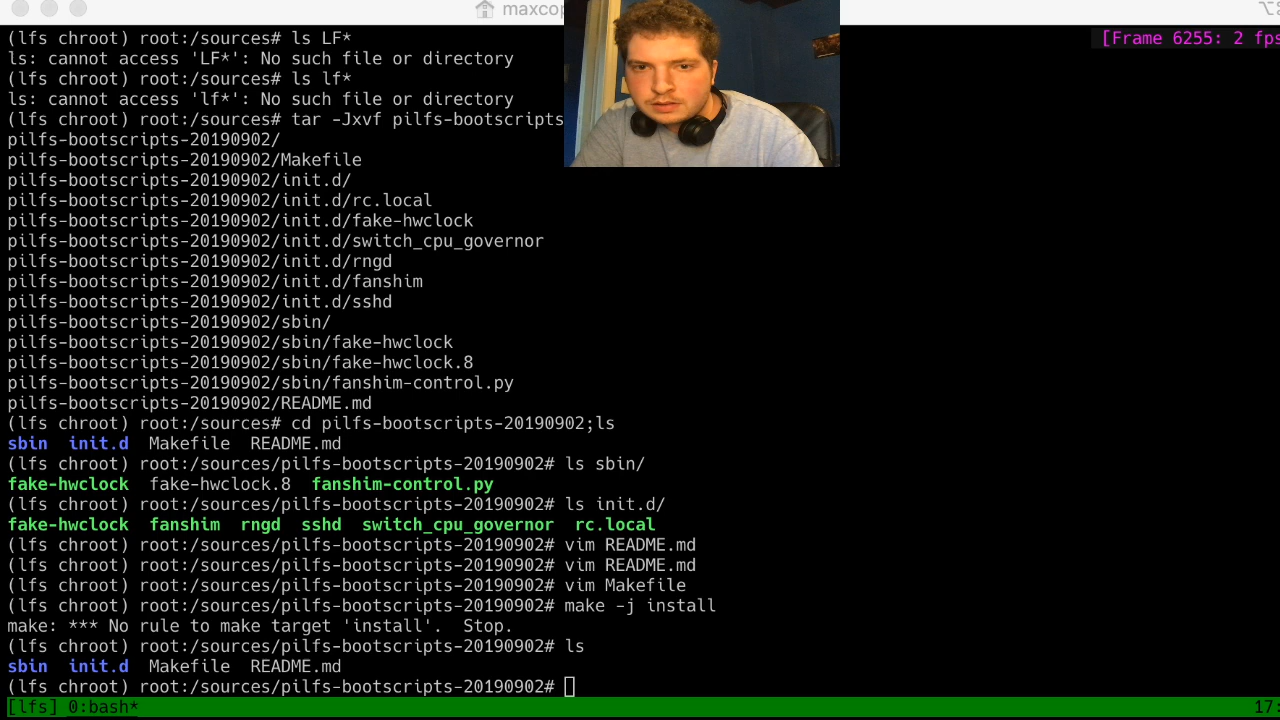 maxcop
(lfs chroot) root:/sources# ls LF*
[Frame 6255: 2 fps
ls: cannot access 'LF*': No such file or directory
(lfs chroot) root:/sources# ls lf*
ls: cannot access 'lf*': No such file or directory
(lfs chroot) root:/sources# tar -Jxvf pilfs-bootscripts
pilfs-bootscripts-20190902/
pilfs-bootscripts-20190902/Makefile
pilfs-bootscripts-20190902/init.d/
pilfs-bootscripts-20190902/init.d/rc.local
pilfs-bootscripts-20190902/init.d/fake-hwclock
pilfs-bootscripts-20190902/init.d/switch_cpu_governor
pilfs-bootscripts-20190902/init.d/rngd
pilfs-bootscripts-20190902/init.d/fanshim
pilfs-bootscripts-20190902/init.d/sshd
pilfs-bootscripts-20190902/sbin/
pilfs-bootscripts-20190902/sbin/fake-hwclock
pilfs-bootscripts-20190902/sbin/fake-hwclock.8
pilfs-bootscripts-20190902/sbin/fanshim-control.py
pilfs-bootscripts-20190902/README.md
(lfs chroot) root:/sources# cd pilfs-bootscripts-20190902;ls
sbin  init.d  Makefile  README.md
(lfs chroot) root:/sources/pilfs-bootscripts-20190902# ls sbin/
fake-hwclock  fake-hwclock.8  fanshim-control.py
(lfs chroot) root:/sources/pilfs-bootscripts-20190902# ls init.d/
fake-hwclock  fanshim  rngd  sshd  switch_cpu_governor  rc.local
(lfs chroot) root:/sources/pilfs-bootscripts-20190902# vim README.md
(lfs chroot) root:/sources/pilfs-bootscripts-20190902# vim README.md
(lfs chroot) root:/sources/pilfs-bootscripts-20190902# vim Makefile
(lfs chroot) root:/sources/pilfs-bootscripts-20190902# make -j install
make: *** No rule to make target 'install'.  Stop.
(lfs chroot) root:/sources/pilfs-bootscripts-20190902# ls
sbin  init.d  Makefile  README.md
(lfs chroot) root:/sources/pilfs-bootscripts-20190902#
[lfs] 0:bash*
17: